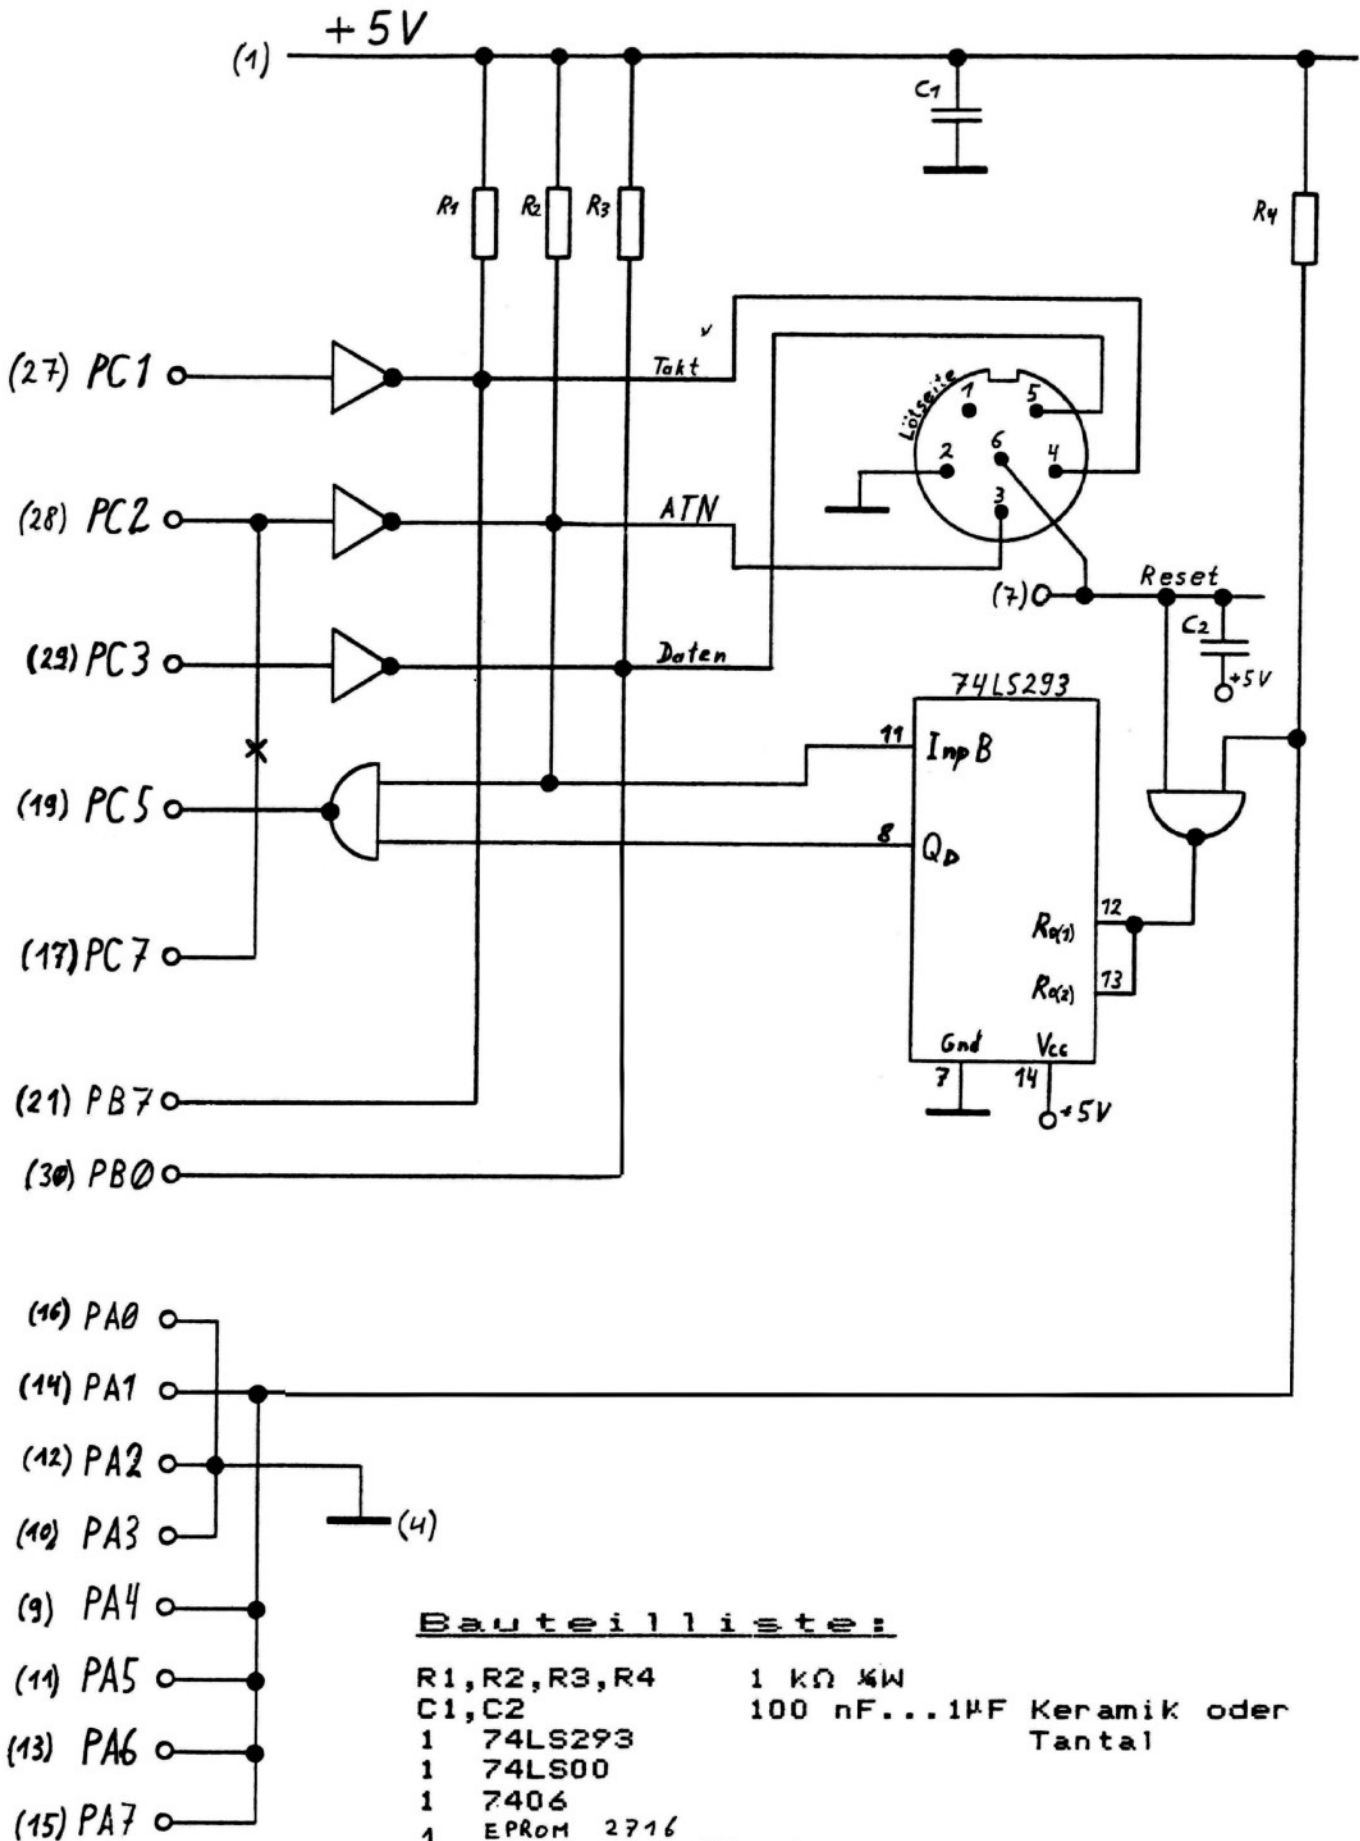 +5V
(1)
C1
R1
R2
R3
R4
(27) PC1
Takt
v
Lötseite
1
5
2
6
4
3
(28) PC2
ATN
(7)
Reset
C2
+5V
(29) PC3
Daten
74LS293
11
InpB
(19) PC5
8
QD
12
R0(1)
(17) PC7
13
R0(2)
Gnd
Vcc
7
14
+5V
(21) PB7
(30) PBØ
(16) PAØ
(14) PA1
(12) PA2
(10) PA3
(4)
(9) PA4
(11) PA5
(13) PA6
(15) PA7
Bauteilliste:
R1,R2,R3,R4 1 kΩ W
C1,C2 100 nF...1µF Keramik oder
Tantal
1 74LS293
1 74LS00
1 7406
1 EPROM 2716